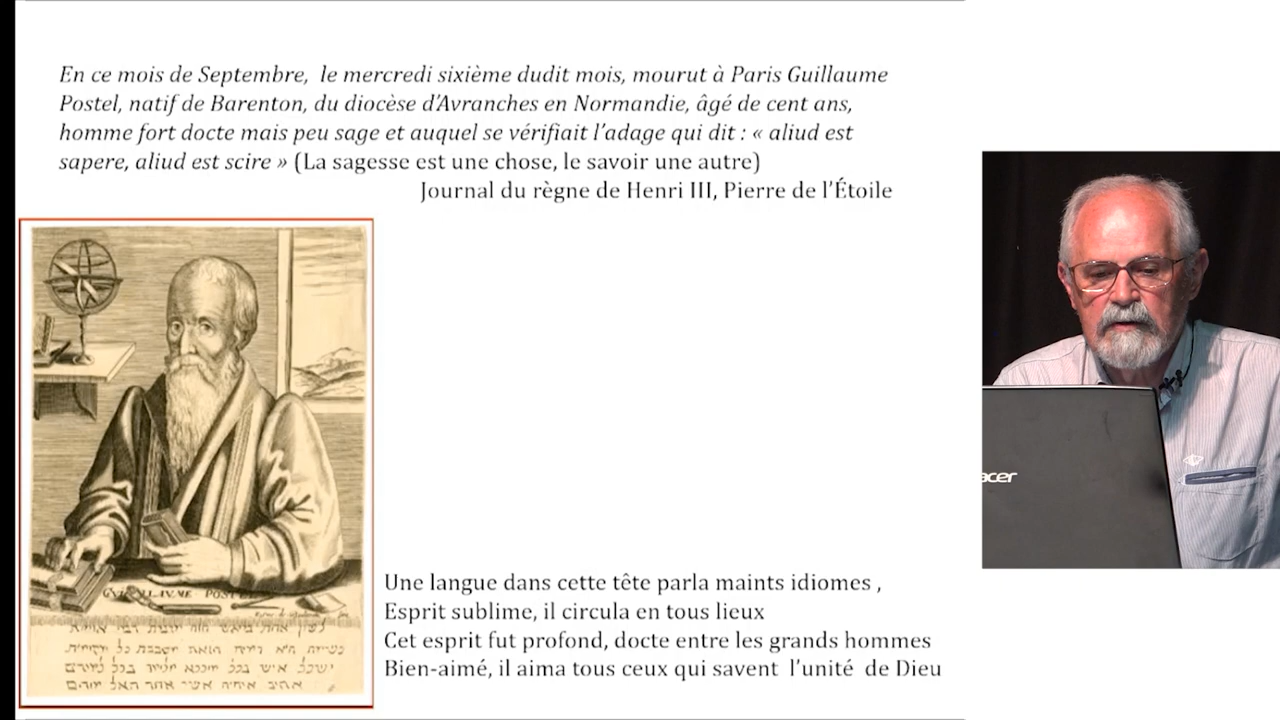 En ce mois de Septembre, le mercredi sixième dudit mois, mourut à Paris Guillaume
Postel, natif de Barenton, du diocèse d'Avranches en Normandie, âgé de cent ans,
homme fort docte mais peu sage et auquel se vérifiait l'adage qui dit : « aliud est
sapere, aliud est scire » (La sagesse est une chose, le savoir une autre)
Journal du règne de Henri III, Pierre de l'Étoile
acer
Une langue dans cette tête parla maints idiomes ,
Esprit sublime, il circula en tous lieux
Cet esprit fut profond, docte entre les grands hommes
Bien-aimé, il aima tous ceux qui savent l'unité de Dieu